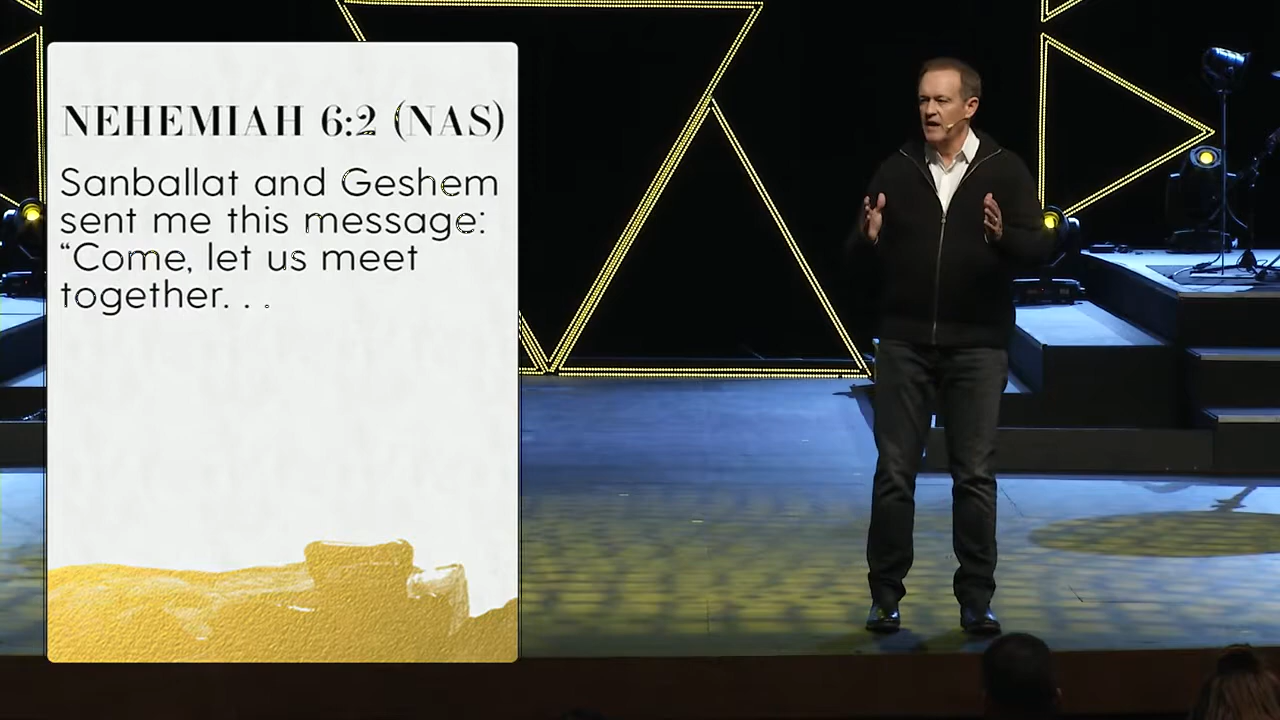 NEHEMIAH 6:2 (NAS)
Sanballat and Geshem
sent me this message:
“Come, let us meet
together. . .